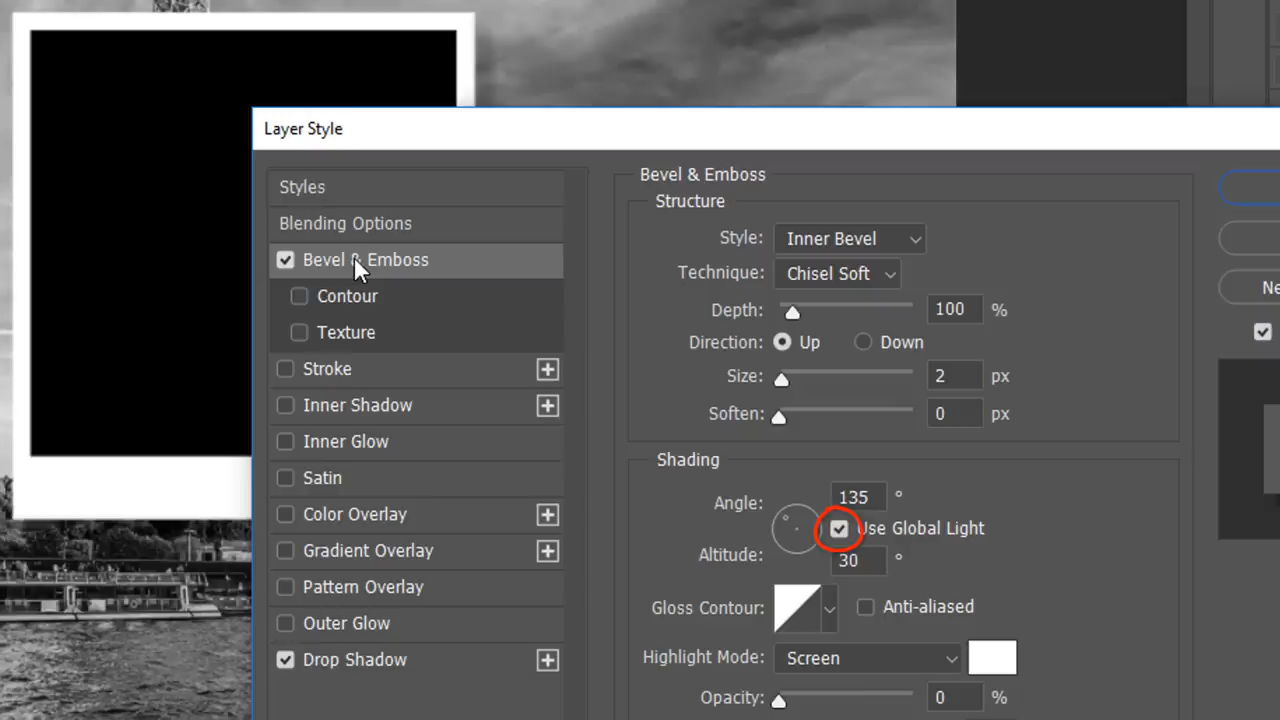 Layer Style
Styles
Blending Options
Bevel & Emboss
Contour
Texture
Stroke
Inner Shadow
Inner Glow
Satin
Color Overlay
Gradient Overlay
Pattern Overlay
Outer Glow
Drop Shadow
Bevel & Emboss
Structure
Style: Inner Bevel
Technique: Chisel Soft
Depth: 100 %
Direction: Up Down
Size: 2 px
Soften: 0 px
Shading
Angle: 135 °
Use Global Light
Altitude: 30 °
Gloss Contour: Anti-aliased
Highlight Mode: Screen
Opacity: 0 %